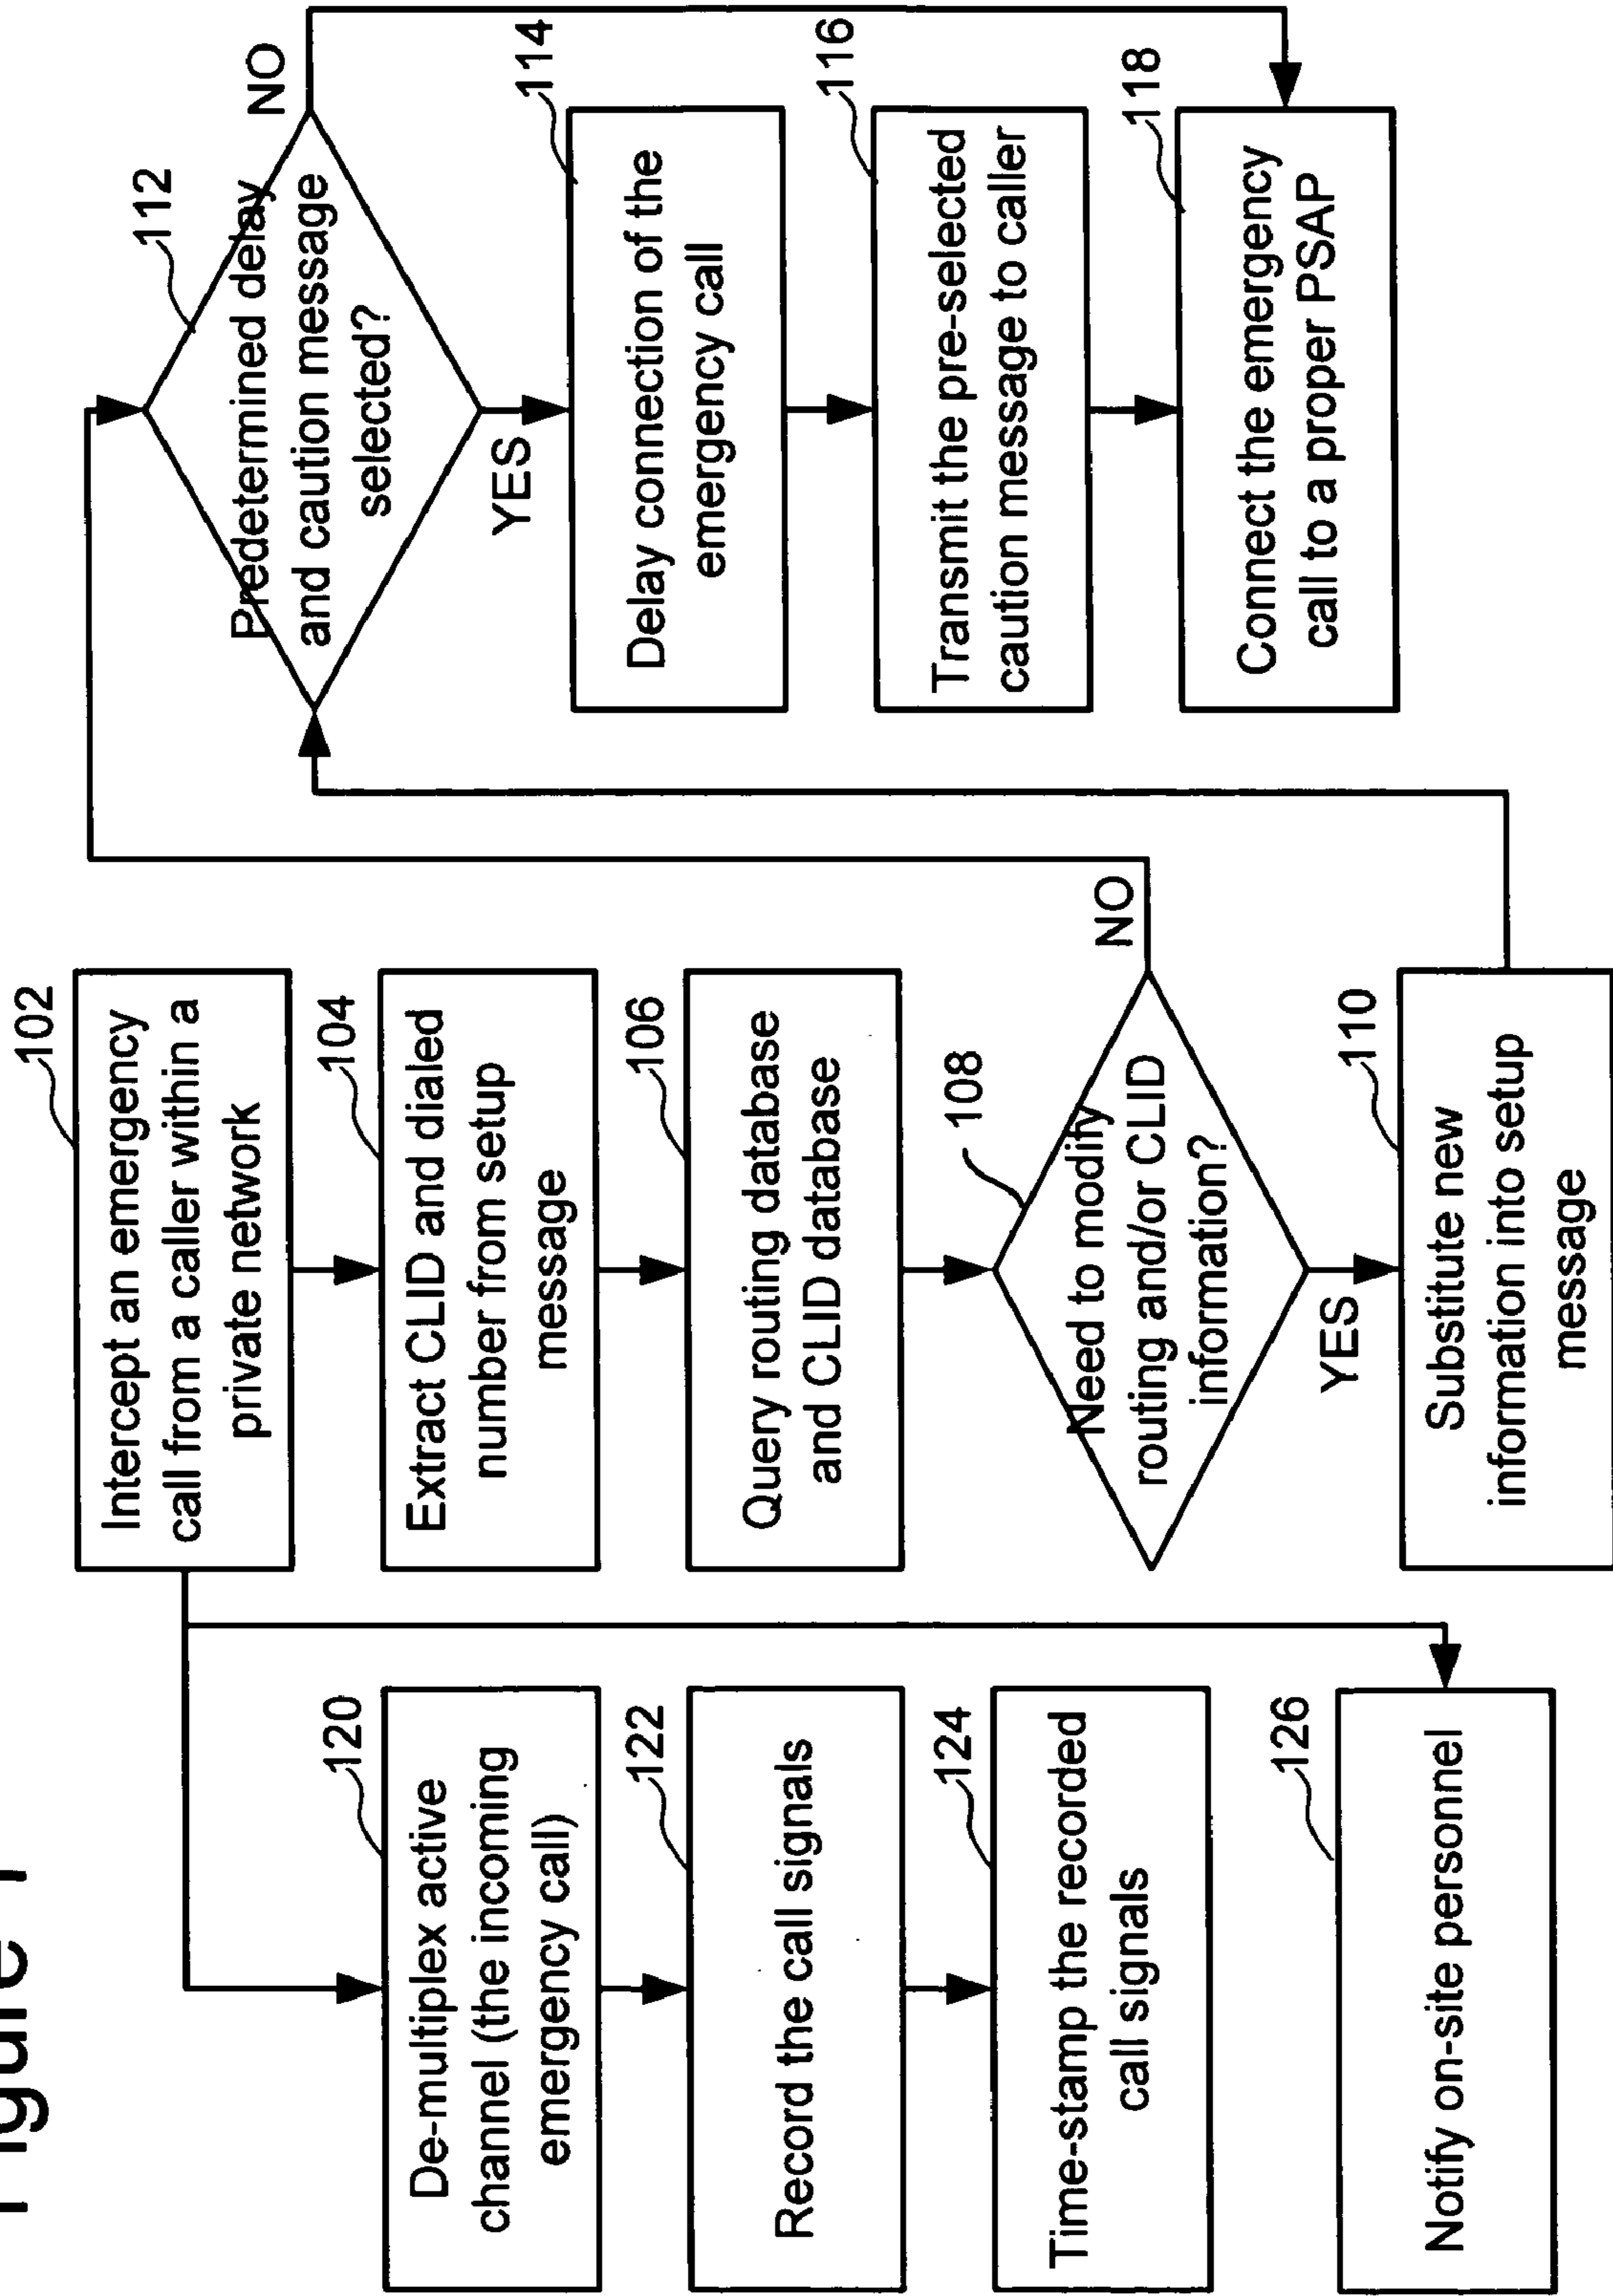 Figure 1
120
De-multiplex active
channel (the incoming
emergency call)
122
Record the call signals
124
Time-stamp the recorded
call signals
126
Notify on-site personnel
102
Intercept an emergency
call from a caller within a
private network
104
Extract CLID and dialed
number from setup
message
106
Query routing database
and CLID database
108
Need to modify
routing and/or CLID
information?
NO
YES
110
Substitute new
information into setup
message
112
Predetermined delay
and caution message
selected?
NO
YES
114
Delay connection of the
emergency call
116
Transmit the pre-selected
caution message to caller
118
Connect the emergency
call to a proper PSAP